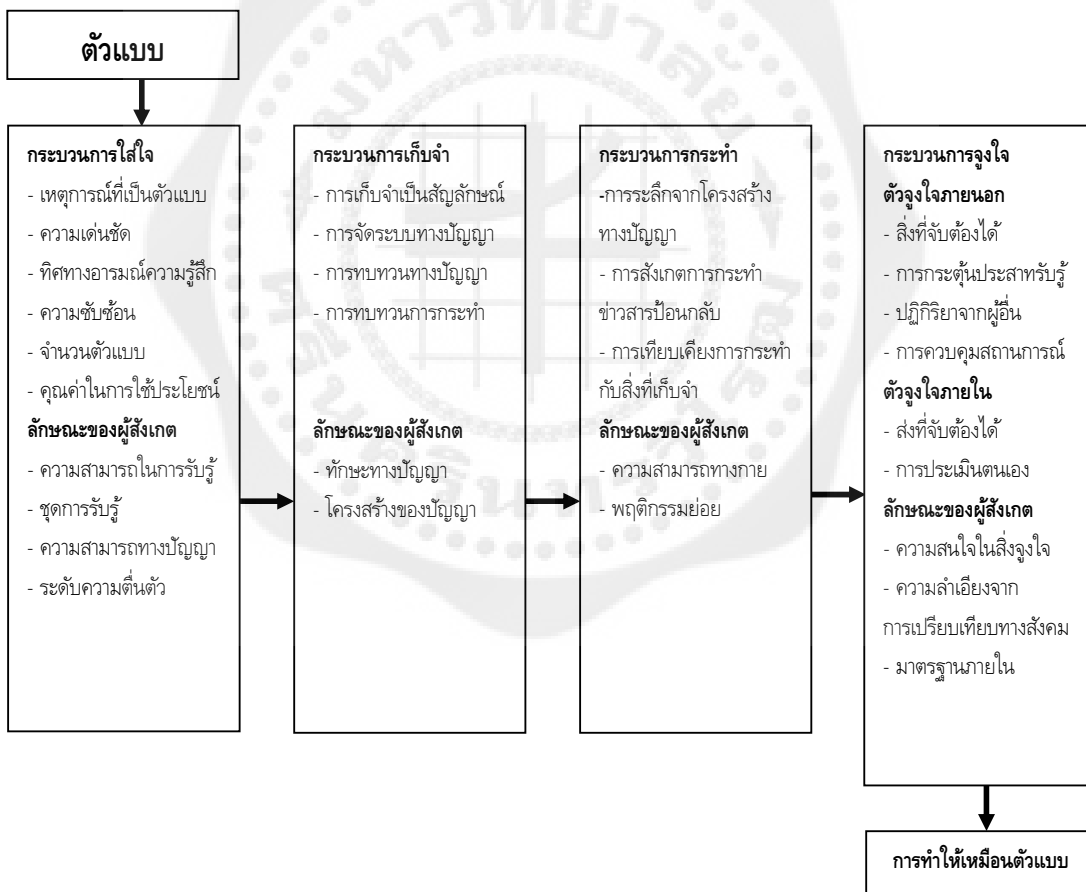 ตัวแบบ
กระบวนการใส่ใจ
- เหตุการณ์ที่เป็นตัวแบบ
- ความเด่นชัด
- ทิศทางอารมณ์ความรู้สึก
- ความซับซ้อน
- จำนวนตัวแบบ
- คุณค่าในการใช้ประโยชน์
ลักษณะของผู้สังเกต
- ความสามารถในการรับรู้
- ชุดการรับรู้
- ความสามารถทางปัญญา
- ระดับความตื่นตัว
กระบวนการเก็บจำ
- การเก็บจำเป็นสัญลักษณ์
- การจัดระบบทางปัญญา
- การทบทวนทางปัญญา
- การทบทวนการกระทำ
ลักษณะของผู้สังเกต
- ทักษะทางปัญญา
- โครงสร้างของปัญญา
กระบวนการกระทำ
-การระลึกจากโครงสร้าง
ทางปัญญา
- การสังเกตการกระทำ
ข่าวสารป้อนกลับ
- การเทียบเคียงการกระทำ
กับสิ่งที่เก็บจำ
ลักษณะของผู้สังเกต
- ความสามารถทางกาย
- พฤติกรรมย่อย
กระบวนการจูงใจ
ตัวจูงใจภายนอก
- สิ่งที่จับต้องได้
- การกระตุ้นประสาทรับรู้
- ปฏิกิริยาจากผู้อื่น
- การควบคุมสถานการณ์
ตัวจูงใจภายใน
- ส่งที่จับต้องได้
- การประเมินตนเอง
ลักษณะของผู้สังเกต
- ความสนใจในสิ่งจูงใจ
- ความลำเอียงจาก
การเปรียบเทียบทางสังคม
- มาตรฐานภายใน
การทำให้เหมือนตัวแบบ
มหาวิทยาลัย
ศรีนครินทรวิโรฒ